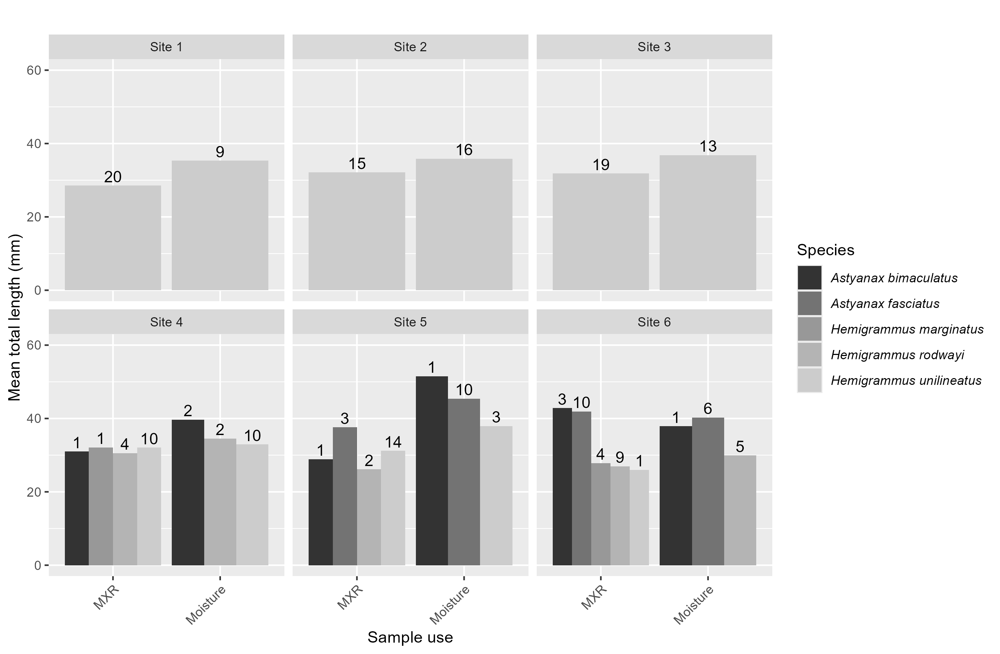 Site 1
Site 2
Site 3
60
40
20
0
20
9
15
16
19
13
Mean total length (mm)
Site 4
Site 5
Site 6
60
40
20
0
1
1
4
10
2
2
10
1
3
2
14
1
10
3
3
10
4
9
1
1
6
5
MXR
Moisture
MXR
Moisture
MXR
Moisture
Sample use
Species
Astyanax bimaculatus
Astyanax fasciatus
Hemigrammus marginatus
Hemigrammus rodwayi
Hemigrammus unilineatus